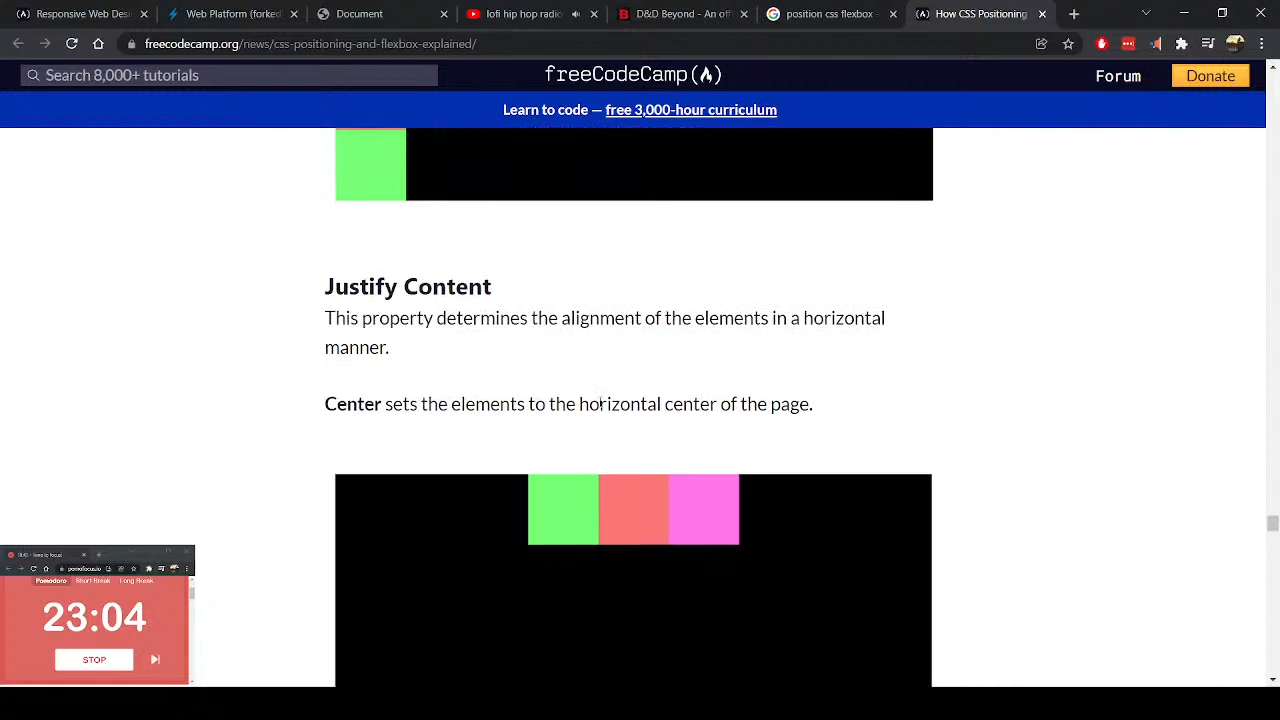 Responsive Web Desi
Web Platform (forked
Document
lofi hip hop radio
D&D Beyond - An off
position css flexbox -
How CSS Positioning
freecodecamp.org/news/css-positioning-and-flexbox-explained/
Search 8,000+ tutorials
freeCodeCamp
Forum
Donate
Learn to code — free 3,000-hour curriculum
Justify Content
This property determines the alignment of the elements in a horizontal
manner.
Center sets the elements to the horizontal center of the page.
pomofocus.io
Pomodoro Short Break Long Break
23:04
STOP